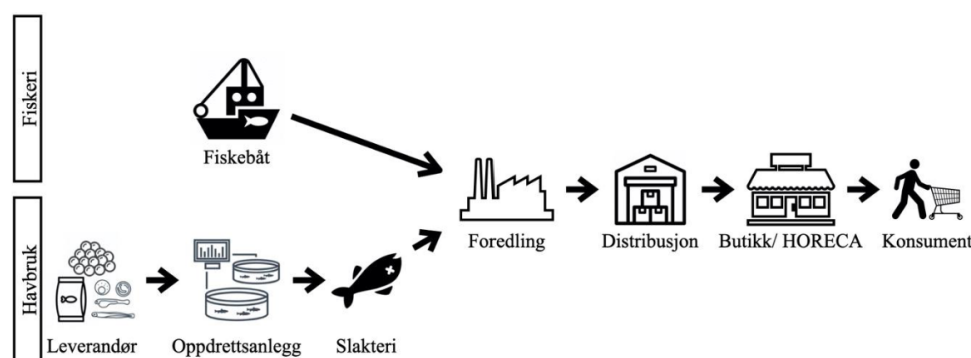 Fiskeri
Fiskebåt
Foredling
Distribusjon
Butikk/ HORECA
Konsument
Havbruk
Leverandør
Oppdrettsanlegg
Slakteri